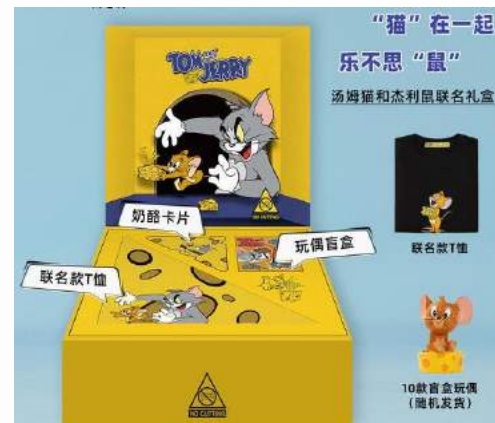 “猫”在一起
乐不思“鼠”
汤姆猫和杰利鼠联名礼盒
TOM AND JERRY
NO CUTTING
奶酪卡片
玩偶盲盒
联名款T恤
联名款T恤
10款盲盒玩偶
(随机发货)
NO CUTTING